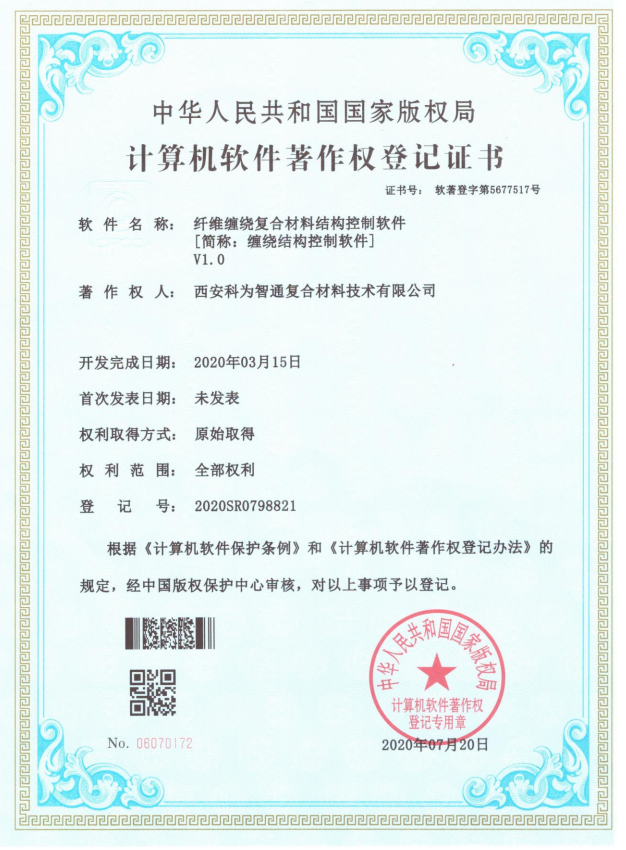 中华人民共和国国家版权局
计算机软件著作权登记证书
证书号： 软著登字第5677517号
软件名称： 纤维缠绕复合材料结构控制软件
[简称：缠绕结构控制软件]
V1.0
著作权人： 西安科为智通复合材料技术有限公司
开发完成日期： 2020年03月15日
首次发表日期： 未发表
权利取得方式： 原始取得
权利范围： 全部权利
登记号： 2020SR0798821
根据《计算机软件保护条例》和《计算机软件著作权登记办法》的
规定，经中国版权保护中心审核，对以上事项予以登记。
中华人民共和国国家版权局
计算机软件著作权
登记专用章
No. 06070172
2020年07月20日